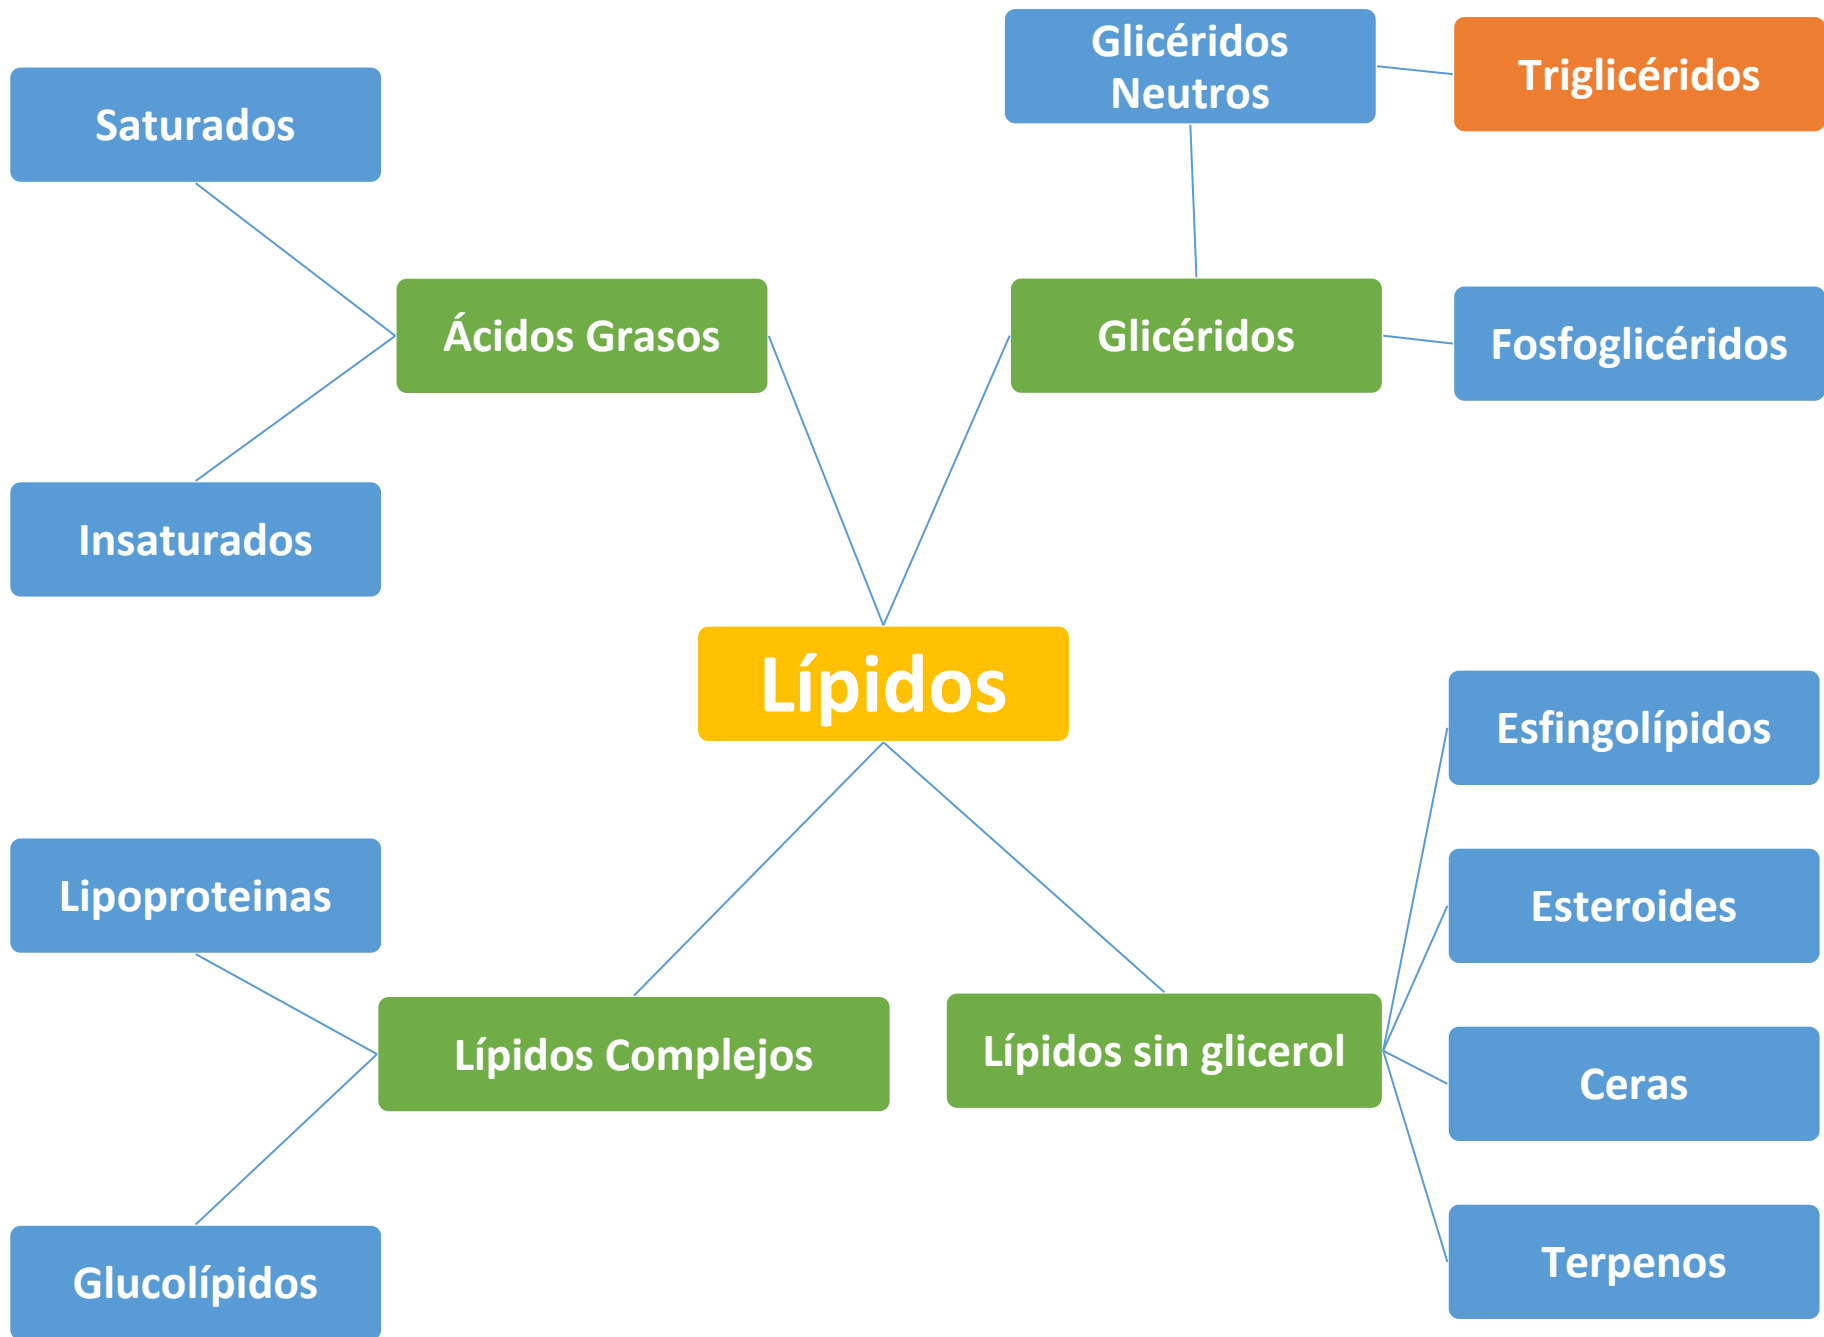 Glicéridos
Neutros
Triglicéridos
Saturados
Ácidos Grasos
Glicéridos
Fosfoglicéridos
Insaturados
Lípidos
Esfingolípidos
Lipoproteinas
Esteroides
Lípidos Complejos
Lípidos sin glicerol
Ceras
Glucolípidos
Terpenos